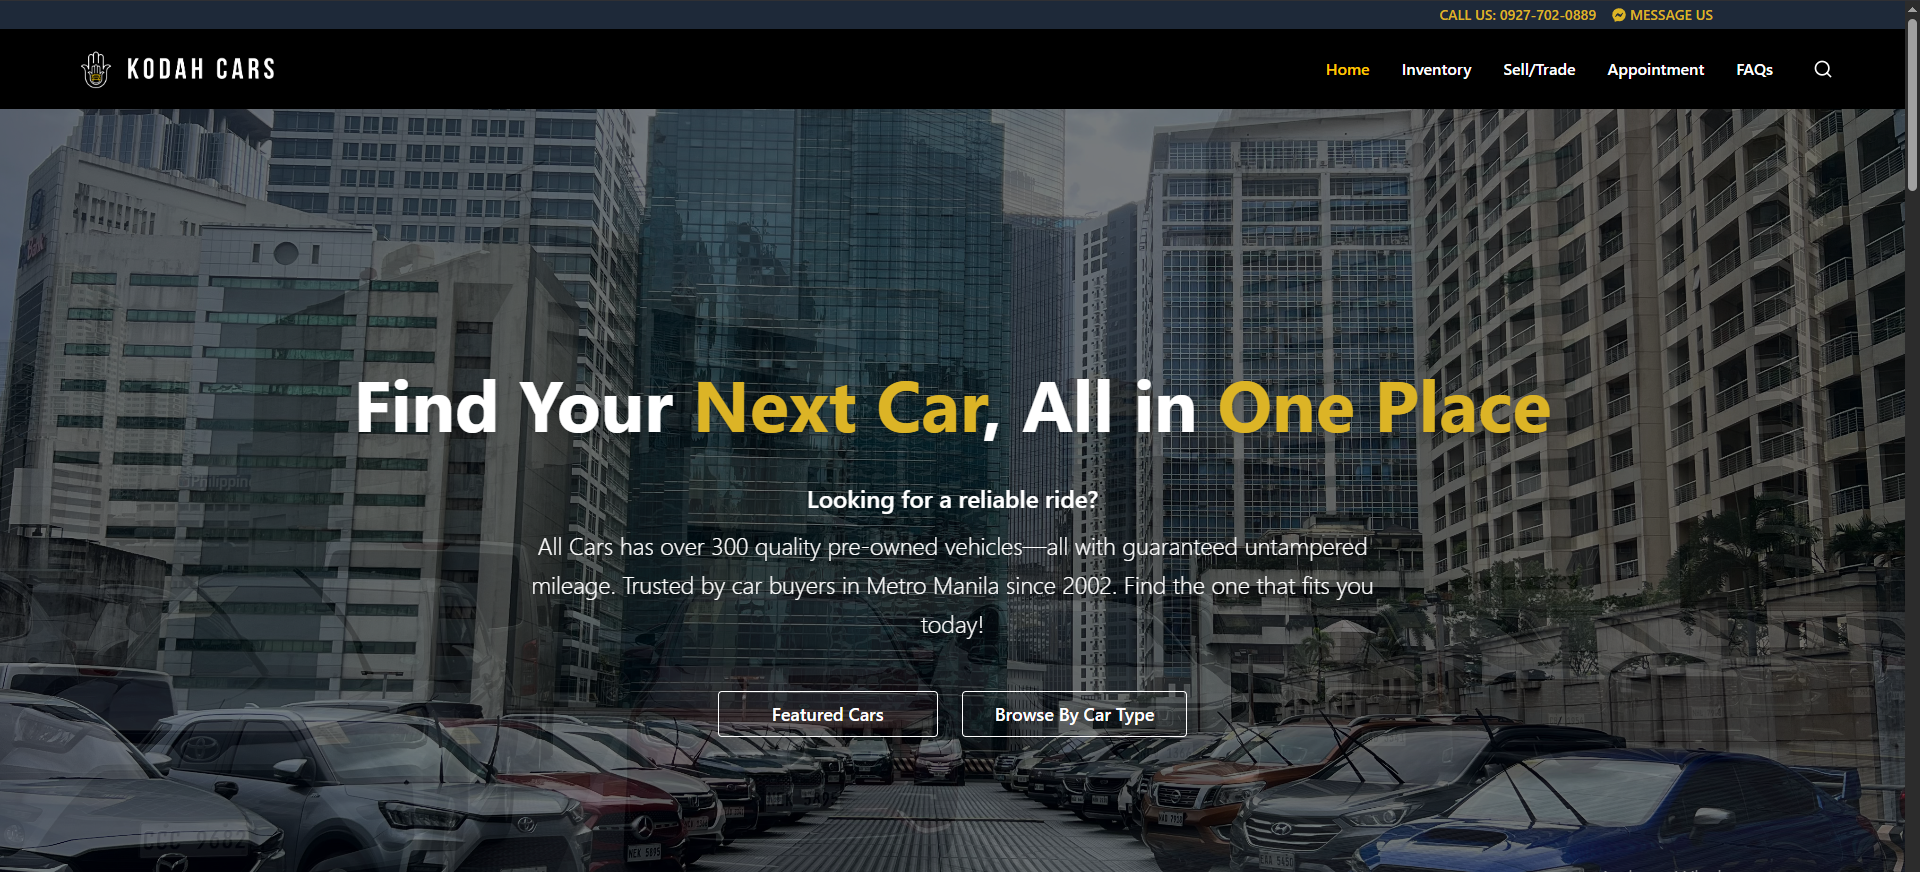 CALL US: 0927-702-0889 MESSAGE US
KODAH CARS
Home Inventory Sell/Trade Appointment FAQs
Find Your Next Car, All in One Place
Looking for a reliable ride?
All Cars has over 300 quality pre-owned vehicles—all with guaranteed untampered
mileage. Trusted by car buyers in Metro Manila since 2002. Find the one that fits you
today!
Featured Cars Browse By Car Type